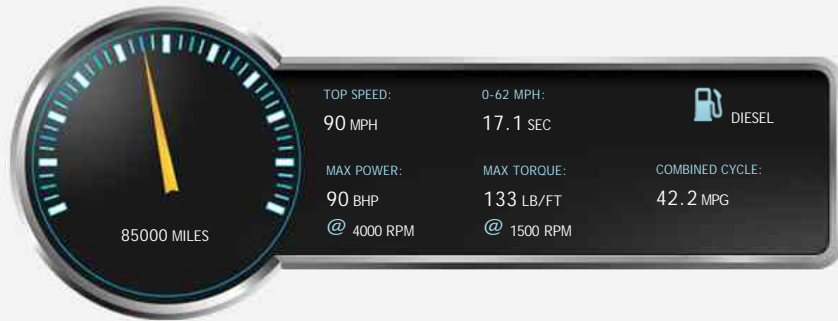 TOP SPEED:
90 MPH
0-62 MPH:
17.1 SEC
DIESEL
MAX POWER:
90 BHP
@ 4000 RPM
MAX TORQUE:
133 LB/FT
@ 1500 RPM
COMBINED CYCLE:
42.2 MPG
85000 MILES